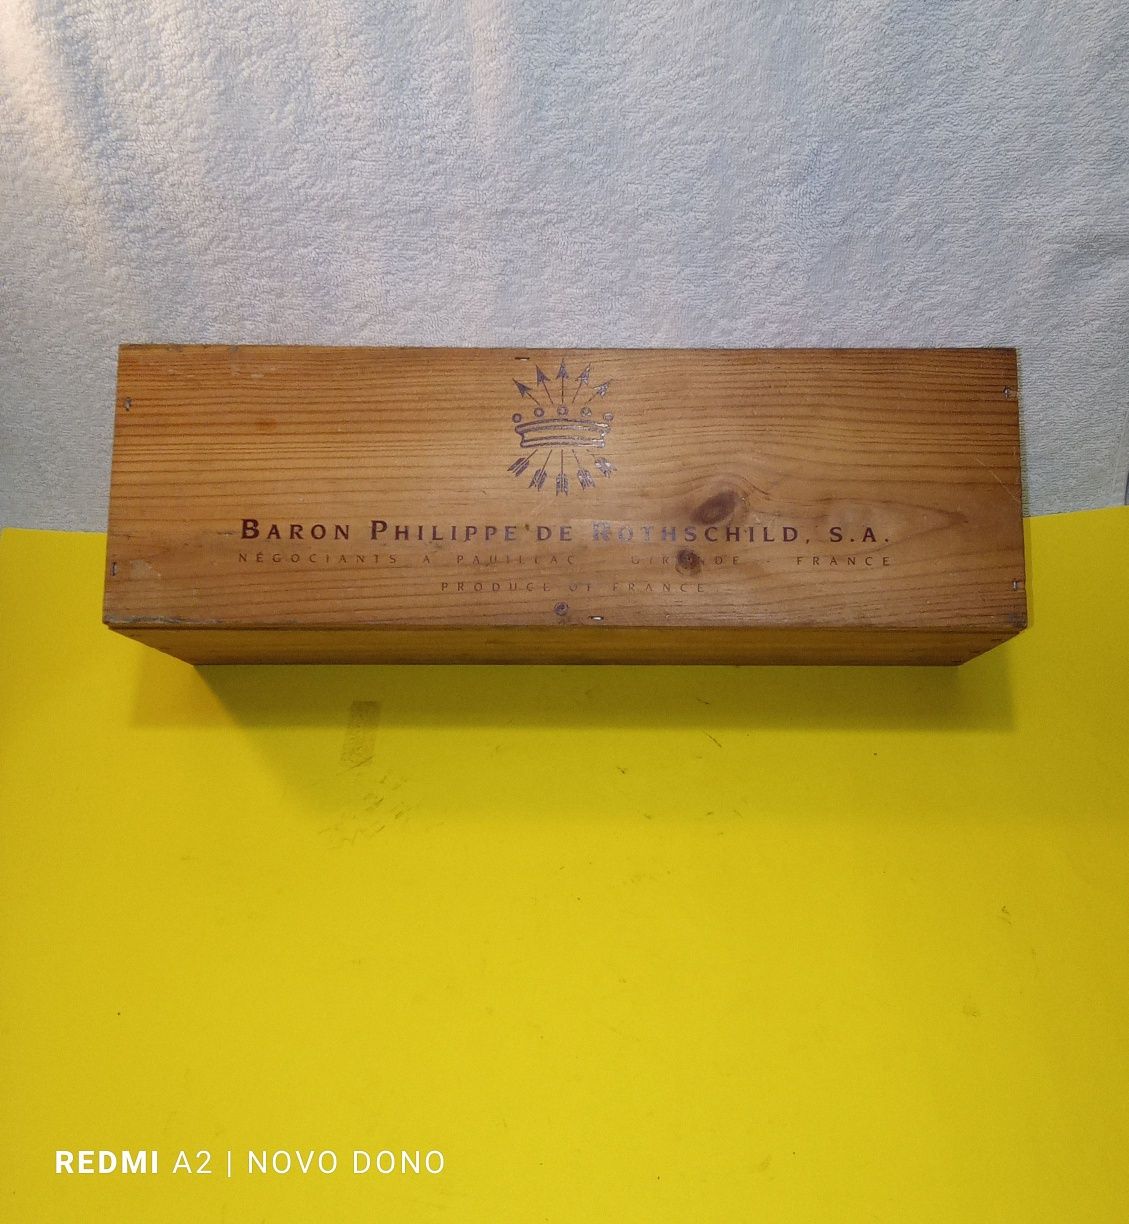 BARON PHILIPPE DE ROTHSCHILD, S.A.
NÉGOCIANTS A PAUILLAC - GIRONDE - FRANCE
PRODUCE OF FRANCE
REDMI A2 | NOVO DONO